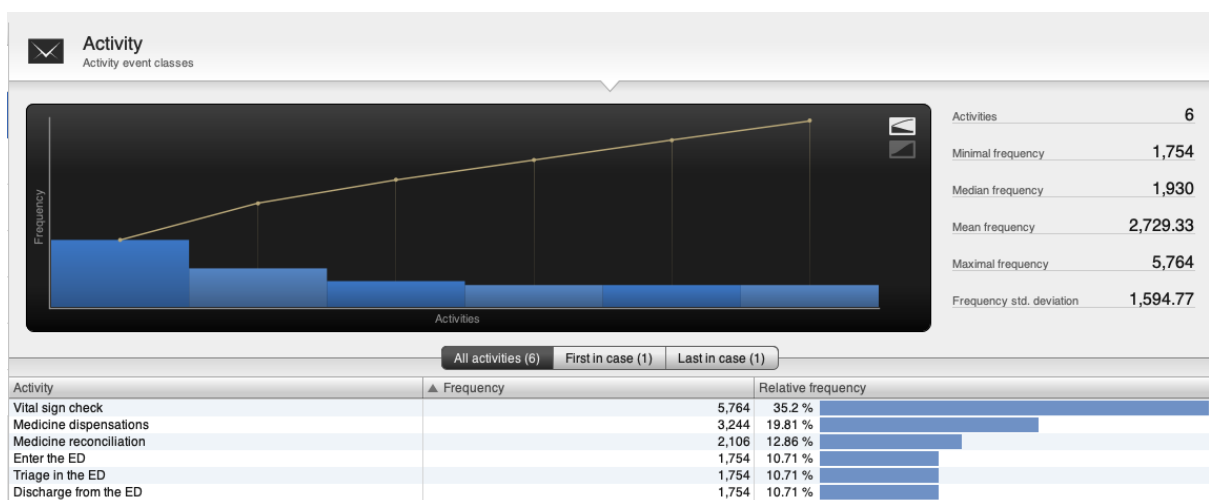 Activity
Activity event classes
Frequency
Activities
Activities 6
Minimal frequency 1,754
Median frequency 1,930
Mean frequency 2,729.33
Maximal frequency 5,764
Frequency std. deviation 1,594.77
All activities (6) First in case (1) Last in case (1)
Activity Frequency Relative frequency
Vital sign check 5,764 35.2 %
Medicine dispensations 3,244 19.81 %
Medicine reconciliation 2,106 12.86 %
Enter the ED 1,754 10.71 %
Triage in the ED 1,754 10.71 %
Discharge from the ED 1,754 10.71 %